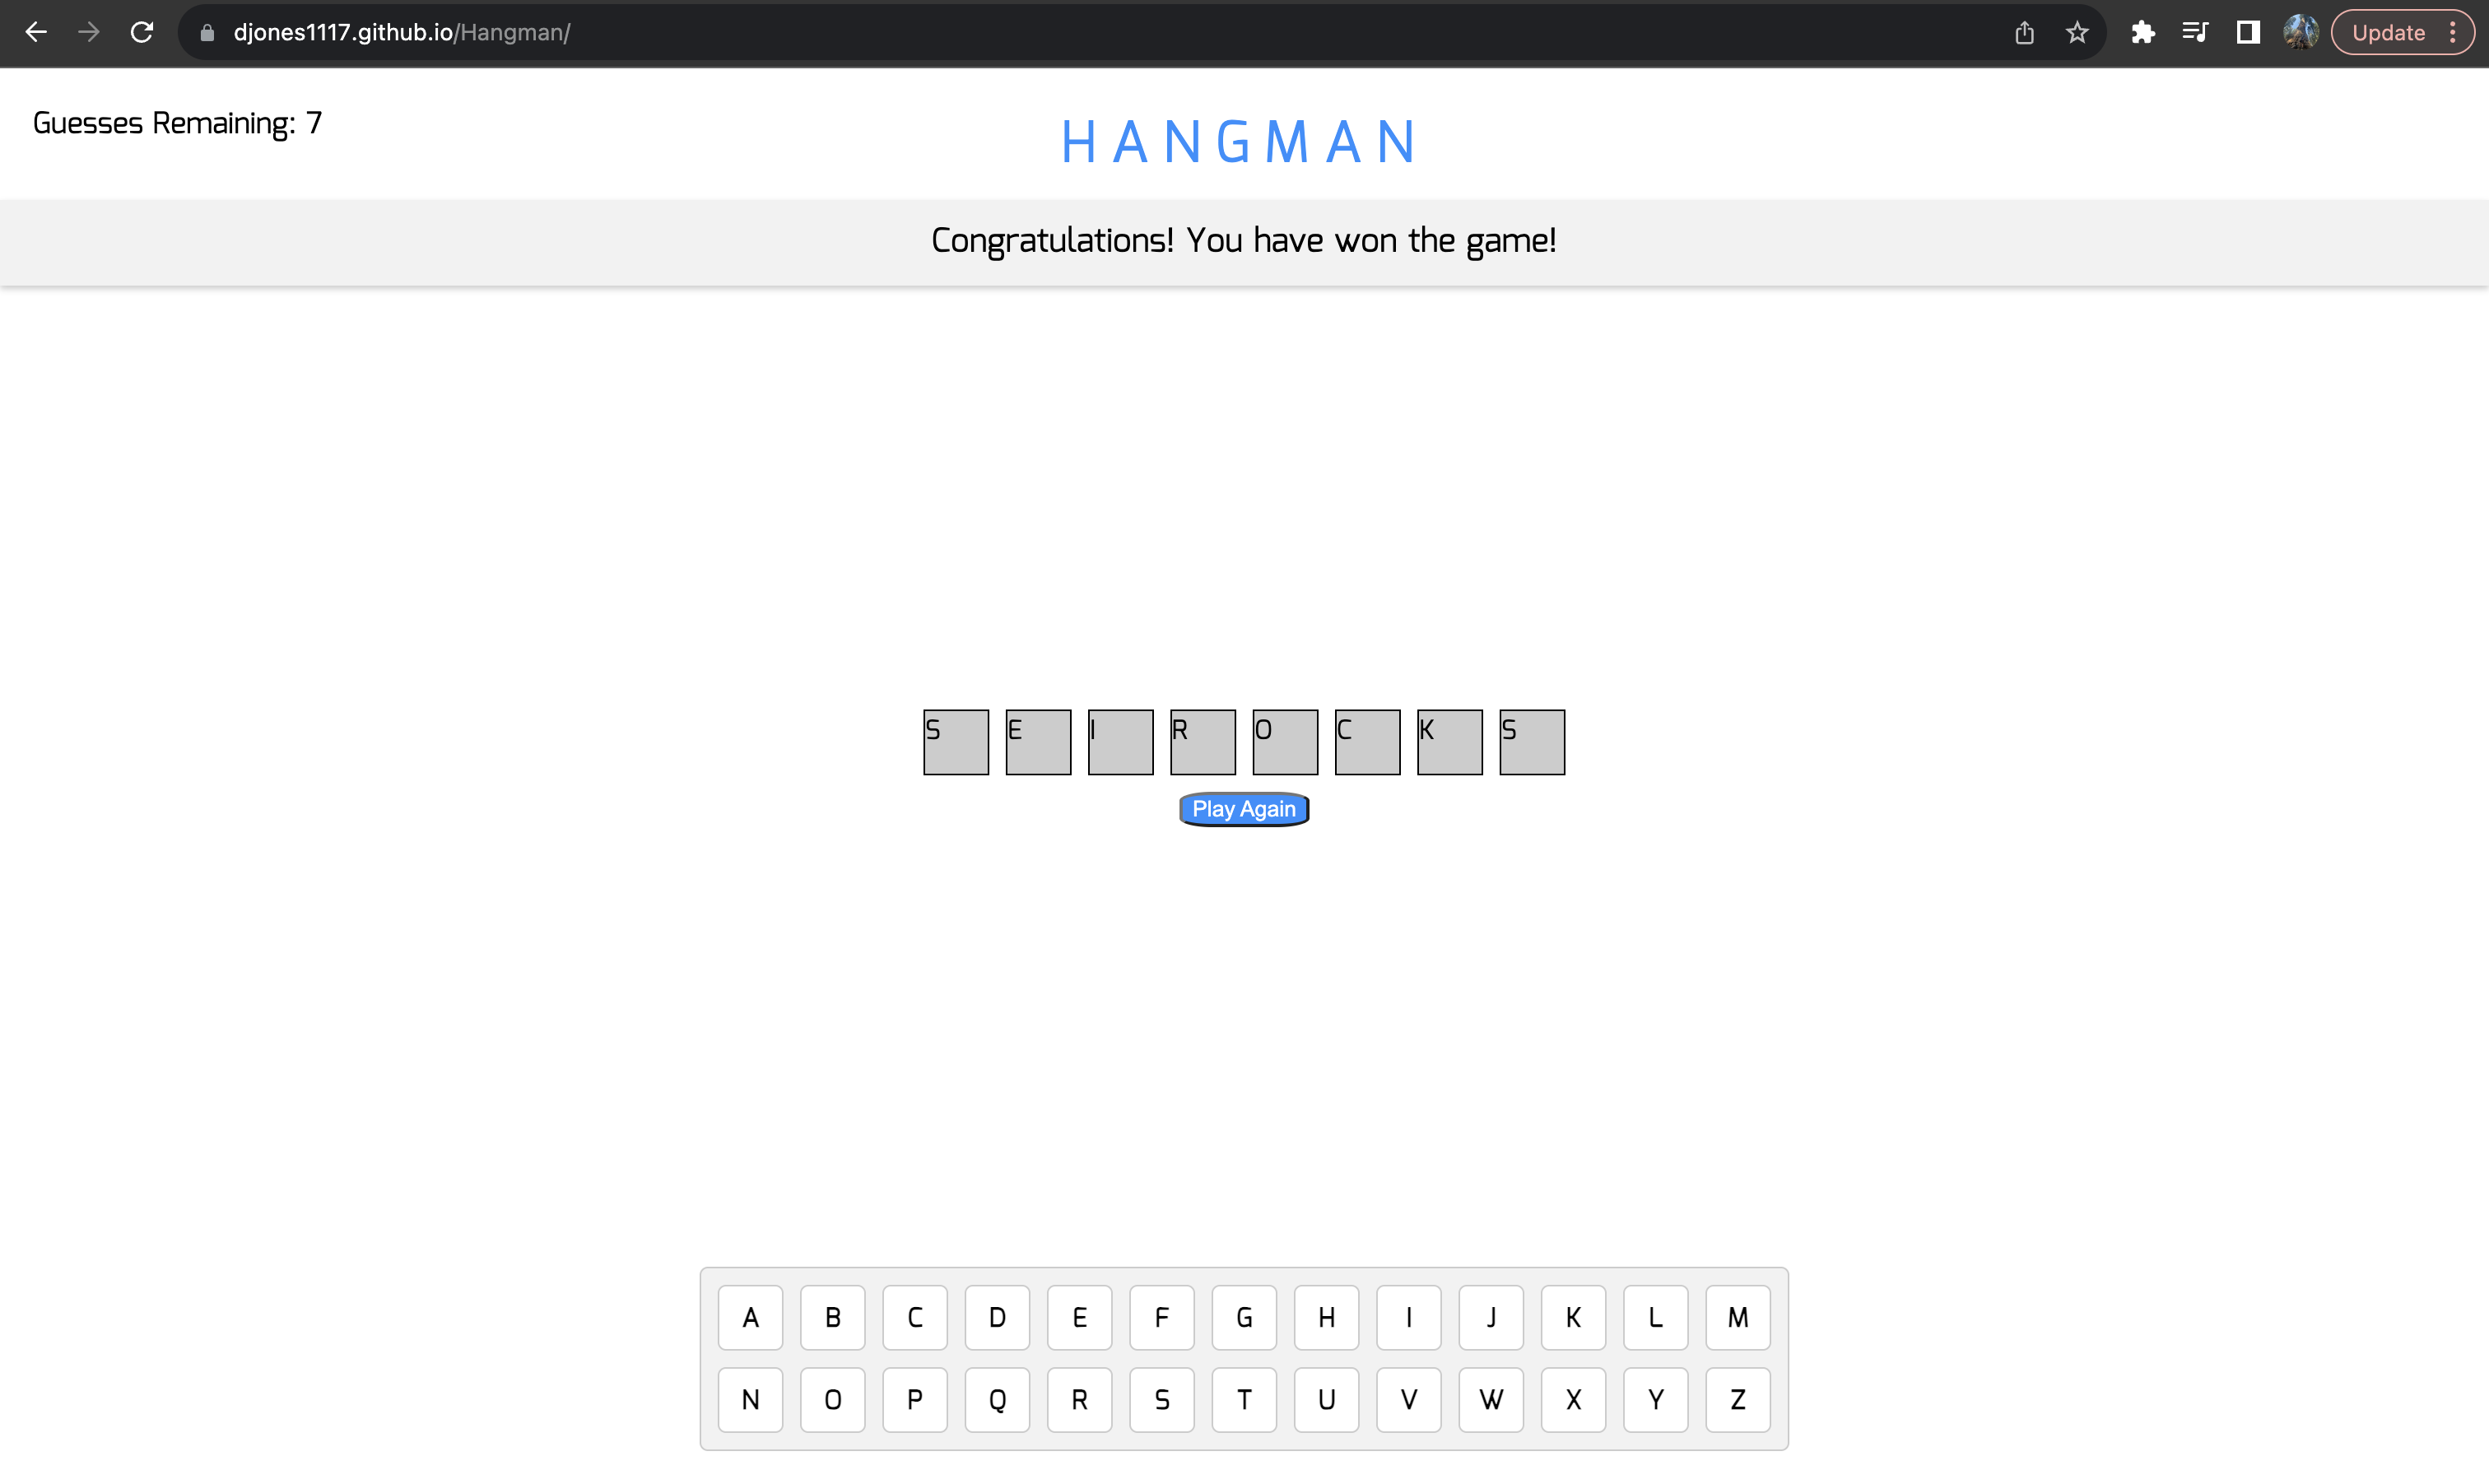 djones1117.github.io/Hangman/
Update
Guesses Remaining: 7
HANGMAN
Congratulations! You have won the game!
S E I R O C K S
Play Again
A B C D E F G H I J K L M
N O P Q R S T U V W X Y Z